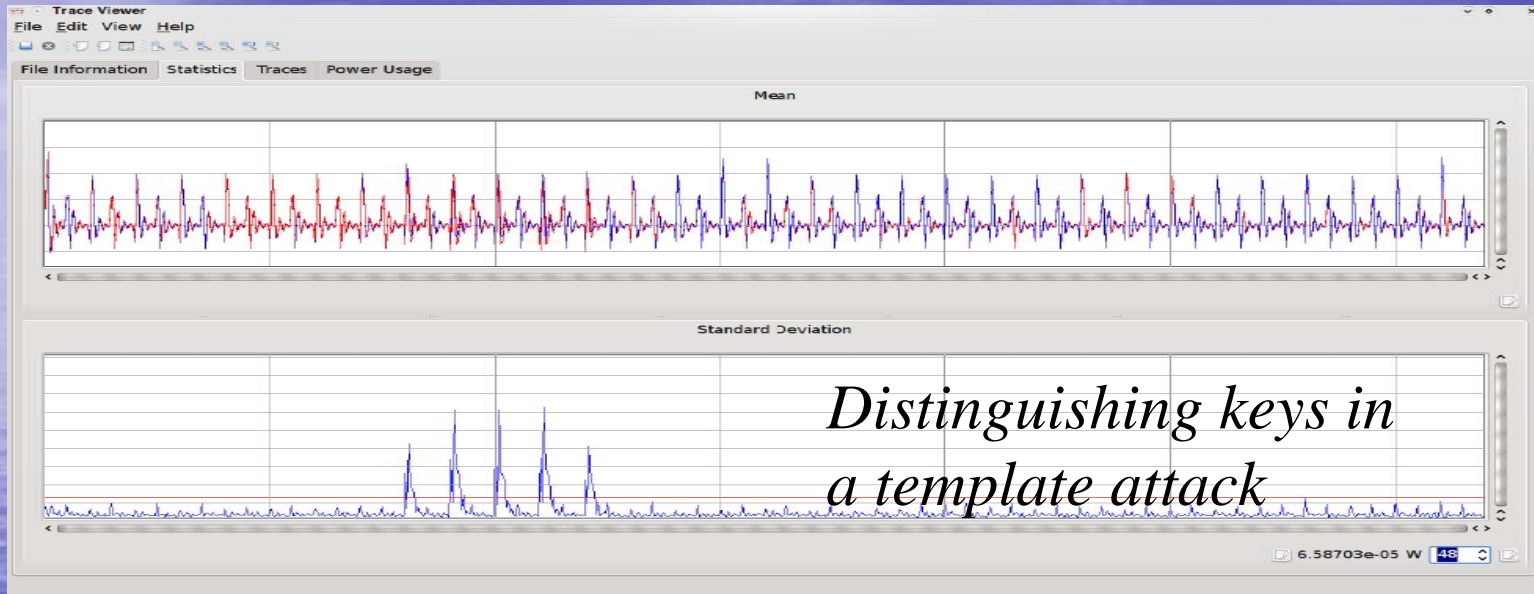 Trace Viewer
File Edit View Help
File Information Statistics Traces Power Usage
Mean
Standard Deviation
Distinguishing keys in
a template attack
6.58703e-05 W 48